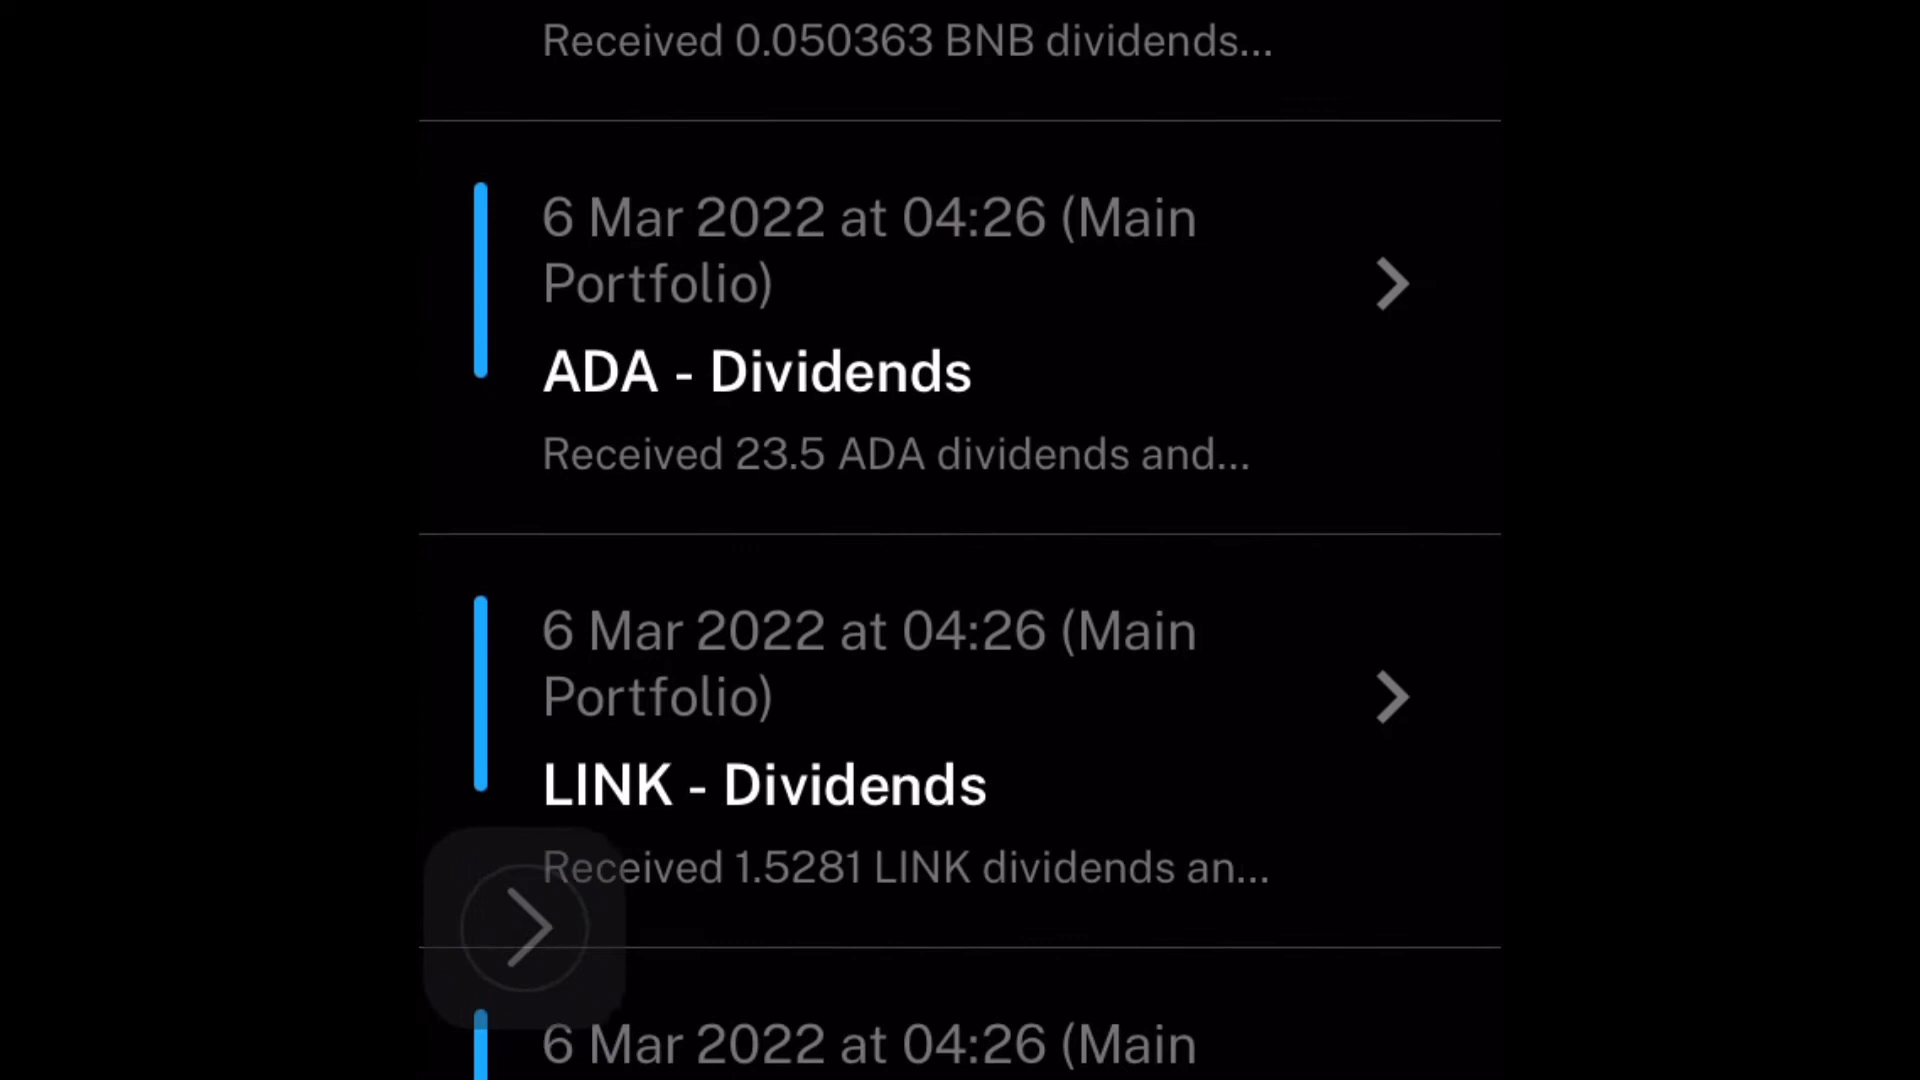 Received 0.050363 BNB dividends...
6 Mar 2022 at 04:26 (Main
Portfolio)
ADA - Dividends
Received 23.5 ADA dividends and...
6 Mar 2022 at 04:26 (Main
Portfolio)
LINK - Dividends
Received 1.5281 LINK dividends an...
6 Mar 2022 at 04:26 (Main